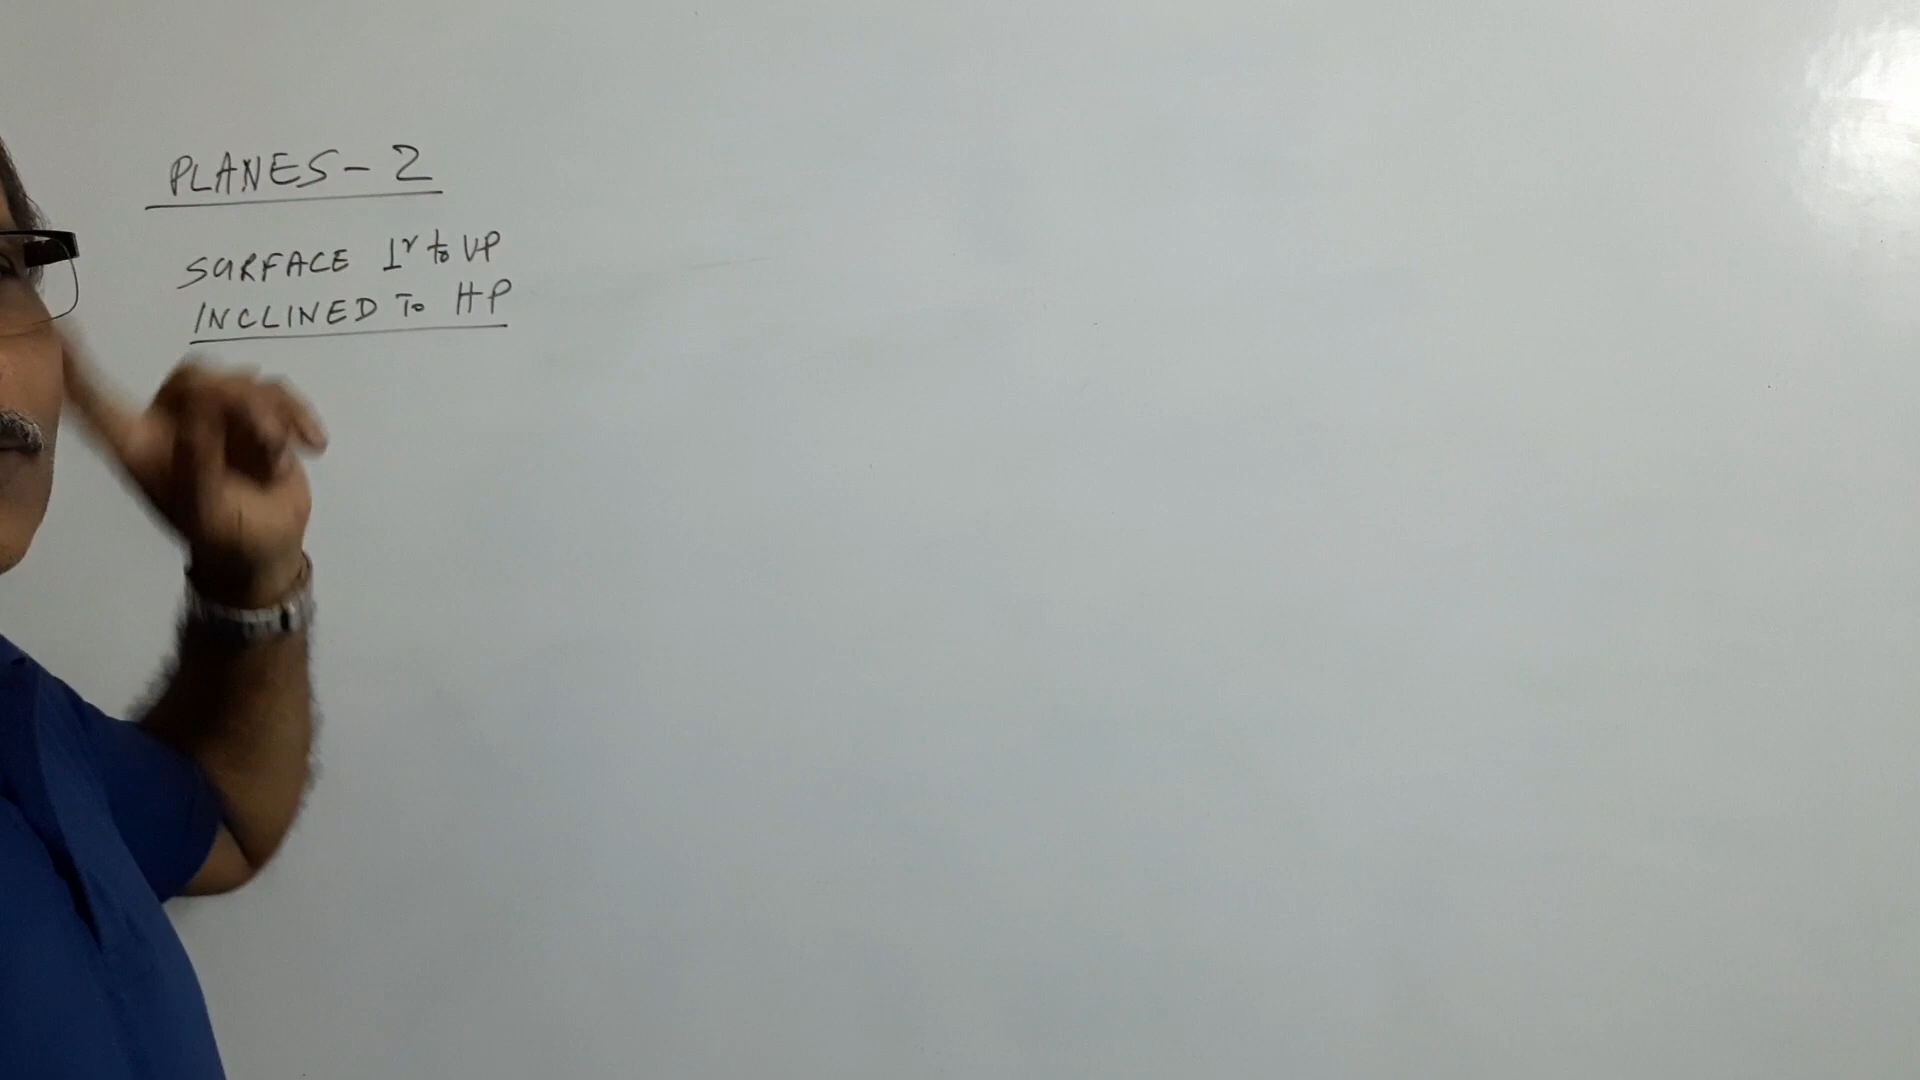 PLANES - 2
SURFACE ⊥r to VP
INCLINED To HP